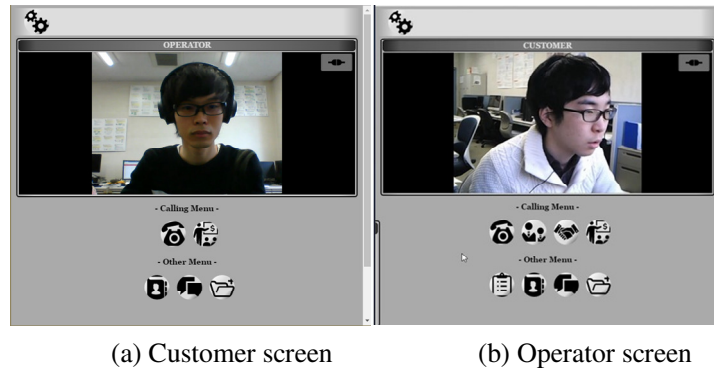 OPERATOR
- Calling Menu -
- Other Menu -
CUSTOMER
- Calling Menu -
- Other Menu -
(a) Customer screen
(b) Operator screen